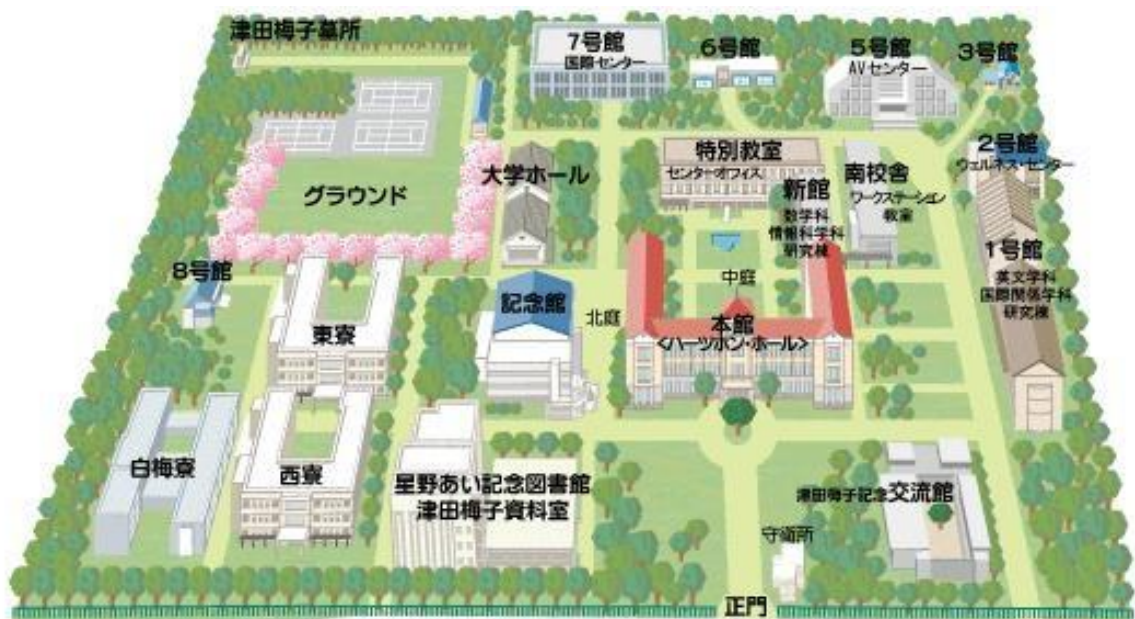 津田梅子墓所
7号館
国際センター
6号館
5号館
AVセンター
3号館
2号館
ウェルネス・センター
大学ホール
特別教室
センターオフィス
新館
数学科
情報科学科
研究棟
南校舎
ワークステーション
教室
グラウンド
1号館
英文学科
国際関係学科
研究棟
8号館
東寮
記念館
北庭
中庭
本館
<ハーツホン・ホール>
白梅寮
西寮
星野あい記念図書館
津田梅子資料室
津田梅子記念交流館
守衛所
正門